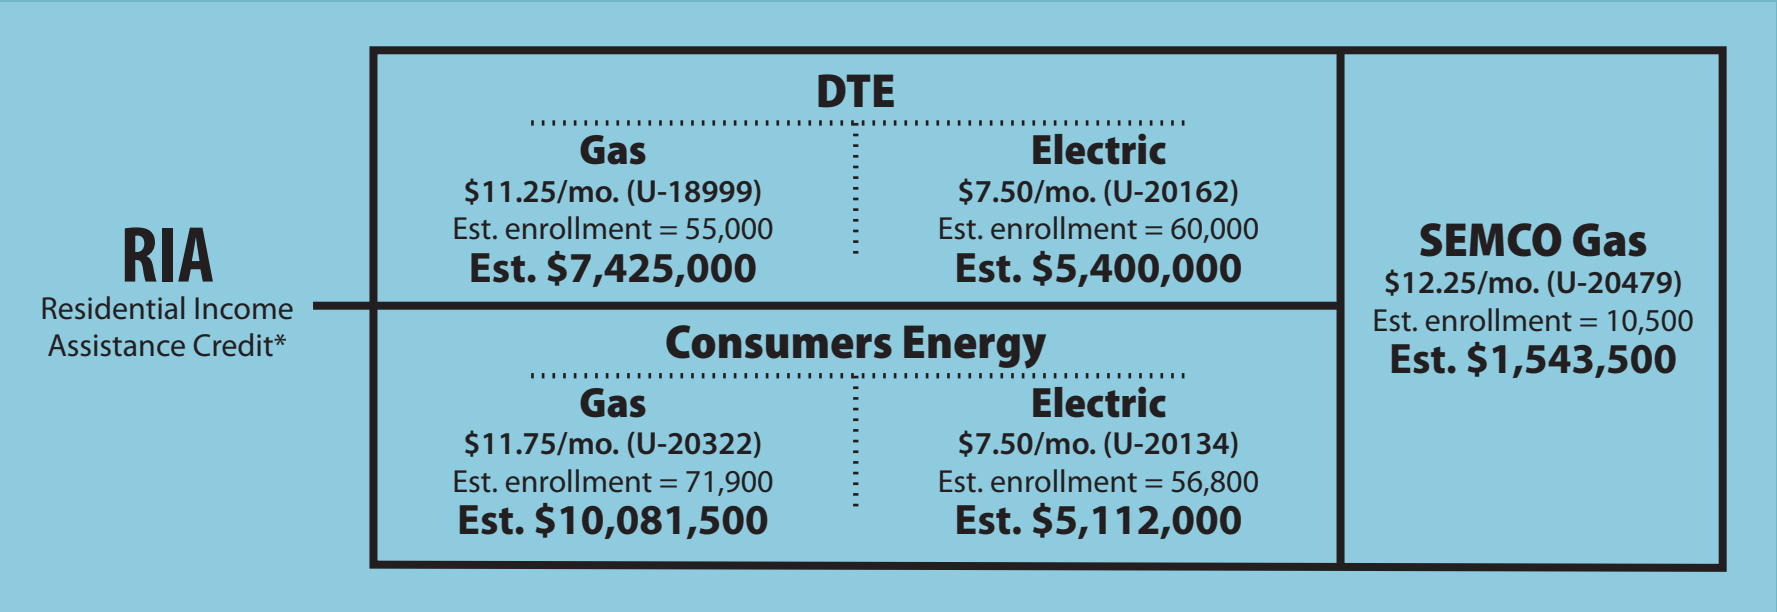 RIA
Residential Income
Assistance Credit*
DTE
Gas
$11.25/mo. (U-18999)
Est. enrollment = 55,000
Est. $7,425,000
Electric
$7.50/mo. (U-20162)
Est. enrollment = 60,000
Est. $5,400,000
Consumers Energy
Gas
$11.75/mo. (U-20322)
Est. enrollment = 71,900
Est. $10,081,500
Electric
$7.50/mo. (U-20134)
Est. enrollment = 56,800
Est. $5,112,000
SEMCO Gas
$12.25/mo. (U-20479)
Est. enrollment = 10,500
Est. $1,543,500